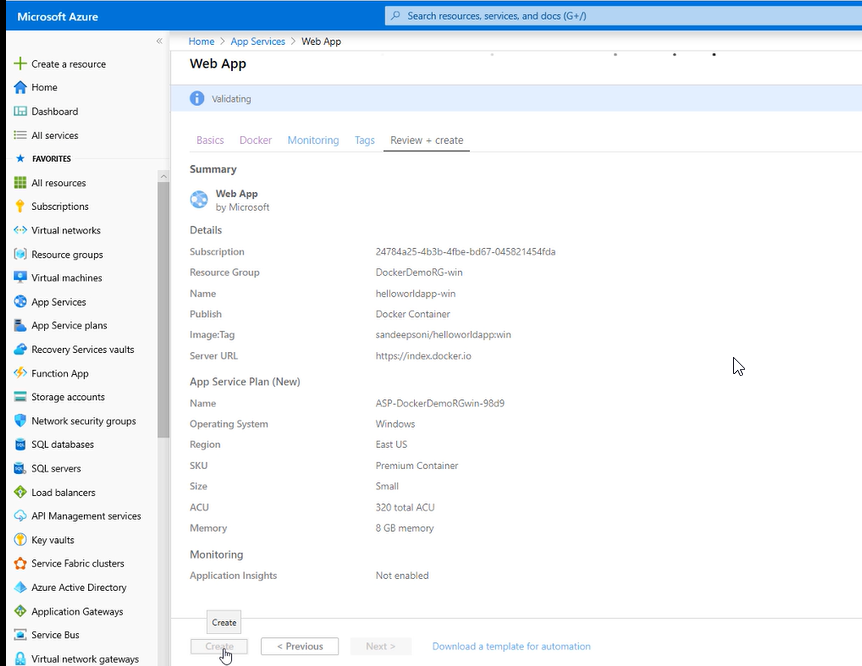 Microsoft Azure
Search resources, services, and docs (G+/)
«
Home > App Services > Web App
Web App
Validating
Basics Docker Monitoring Tags Review + create
Summary
Web App
by Microsoft
Details
Subscription 24784a25-4b3b-4fbe-bd67-045821454fda
Resource Group DockerDemoRG-win
Name helloworldapp-win
Publish Docker Container
Image:Tag sandeepsoni/helloworldapp:win
Server URL https://index.docker.io
App Service Plan (New)
Name ASP-DockerDemoRGwin-98d9
Operating System Windows
Region East US
SKU Premium Container
Size Small
ACU 320 total ACU
Memory 8 GB memory
Monitoring
Application Insights Not enabled
Create
Create < Previous Next > Download a template for automation
Create a resource
Home
Dashboard
All services
FAVORITES
All resources
Subscriptions
Virtual networks
Resource groups
Virtual machines
App Services
App Service plans
Recovery Services vaults
Function App
Storage accounts
Network security groups
SQL databases
SQL servers
Load balancers
API Management services
Key vaults
Service Fabric clusters
Azure Active Directory
Application Gateways
Service Bus
Virtual network gateways